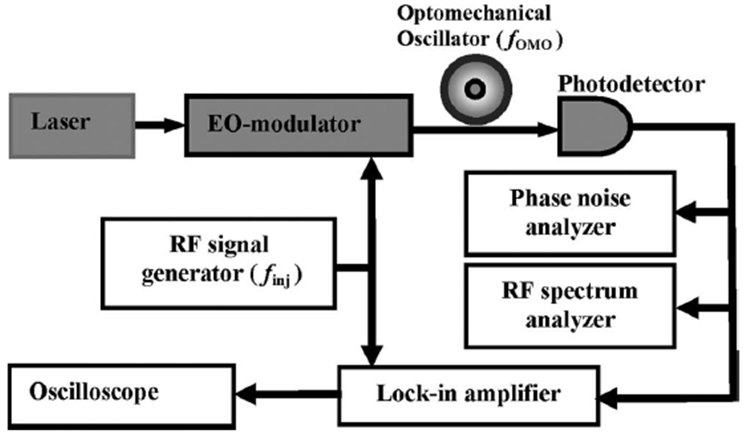 Optomechanical
Oscillator (fOMO)
Photodetector
Laser
EO-modulator
Phase noise
analyzer
RF signal
generator (finj)
RF spectrum
analyzer
Oscilloscope
Lock-in amplifier